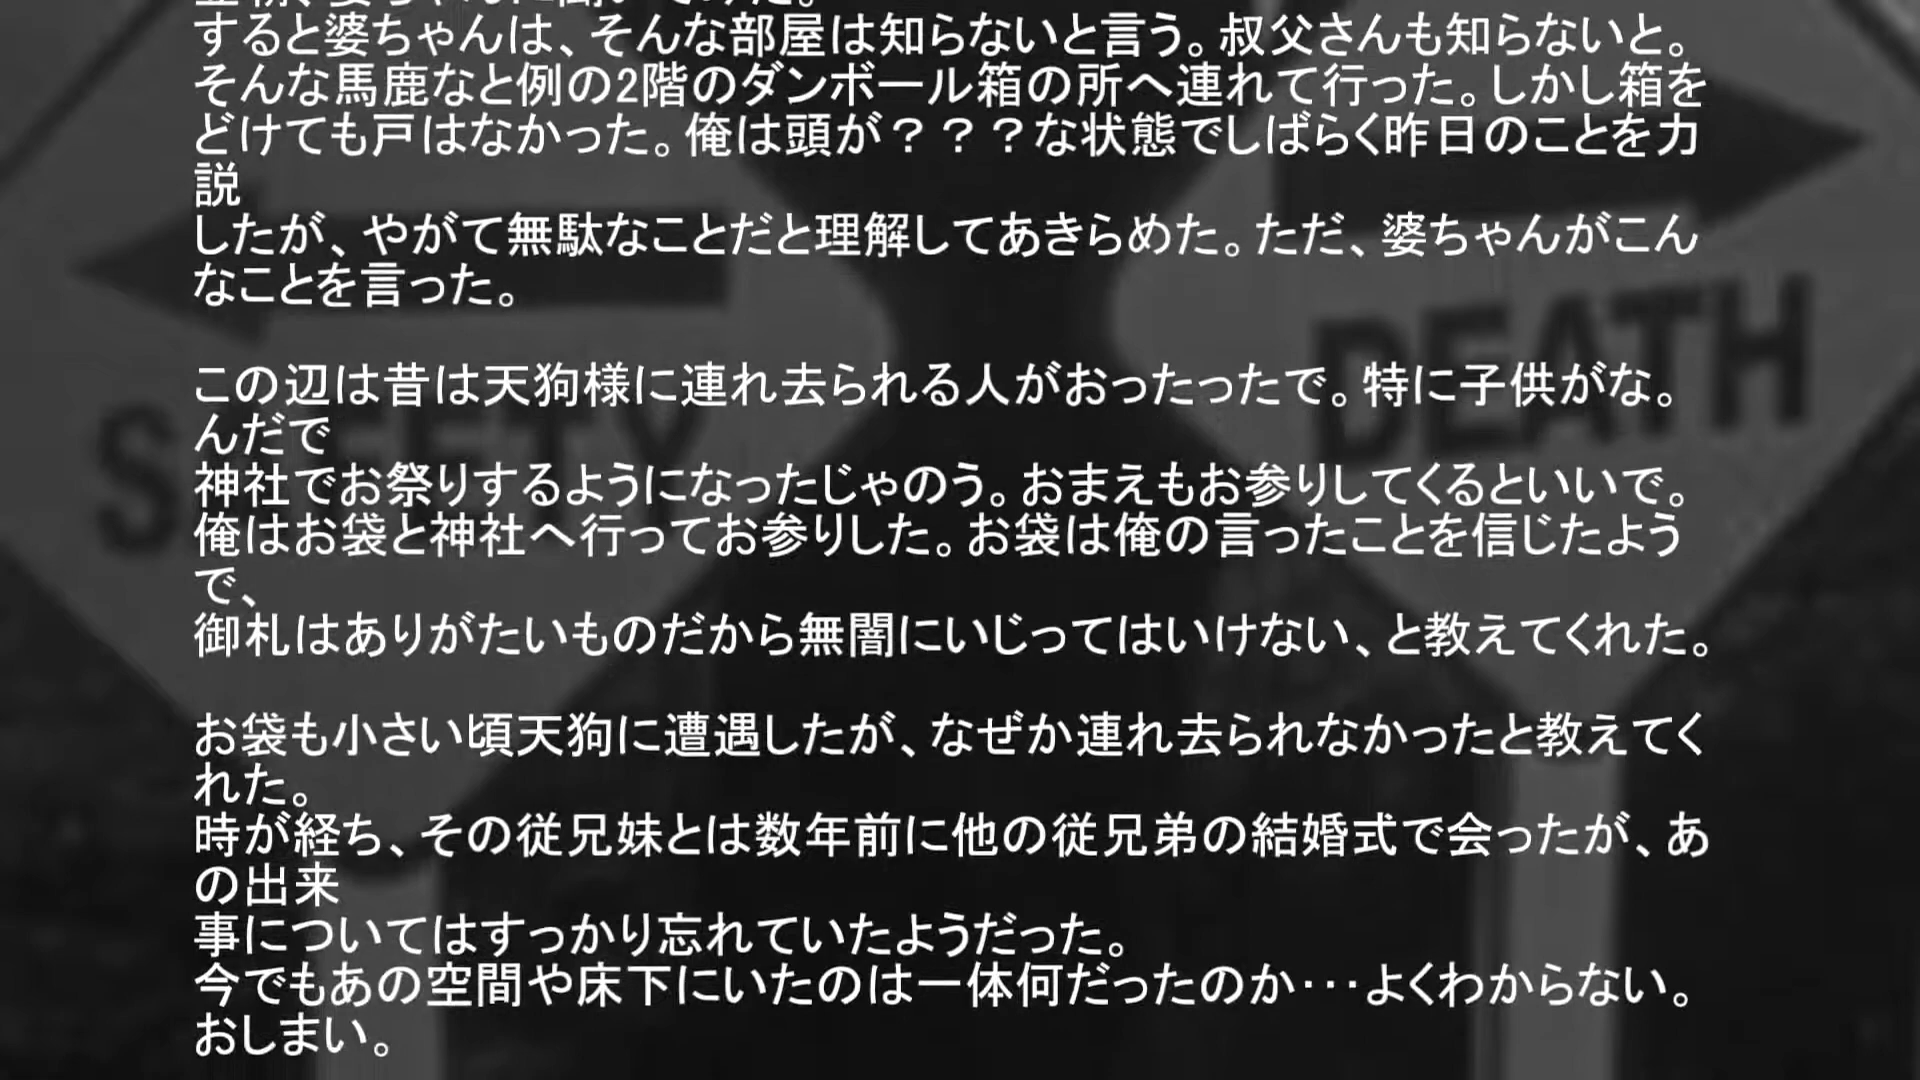 すると婆ちゃんは、そんな部屋は知らないと言う。叔父さんも知らないと。
そんな馬鹿なと例の2階のダンボール箱の所へ連れて行った。しかし箱を
どけても戸はなかった。俺は頭が？？？な状態でしばらく昨日のことを力
説
したが、やがて無駄なことだと理解してあきらめた。ただ、婆ちゃんがこん
なことを言った。
この辺は昔は天狗様に連れ去られる人がおったったで。特に子供がな。
んだで
神社でお祭りするようになったじゃのう。おまえもお参りしてくるといいで。
俺はお袋と神社へ行ってお参りした。お袋は俺の言ったことを信じたよう
で、
御札はありがたいものだから無闇にいじってはいけない、と教えてくれた。
お袋も小さい頃天狗に遭遇したが、なぜか連れ去られなかったと教えてく
れた。
時が経ち、その従兄妹とは数年前に他の従兄弟の結婚式で会ったが、あ
の出来
事についてはすっかり忘れていたようだった。
今でもあの空間や床下にいたのは一体何だったのか･･･よくわからない。
おしまい。
SAFETY
DEATH